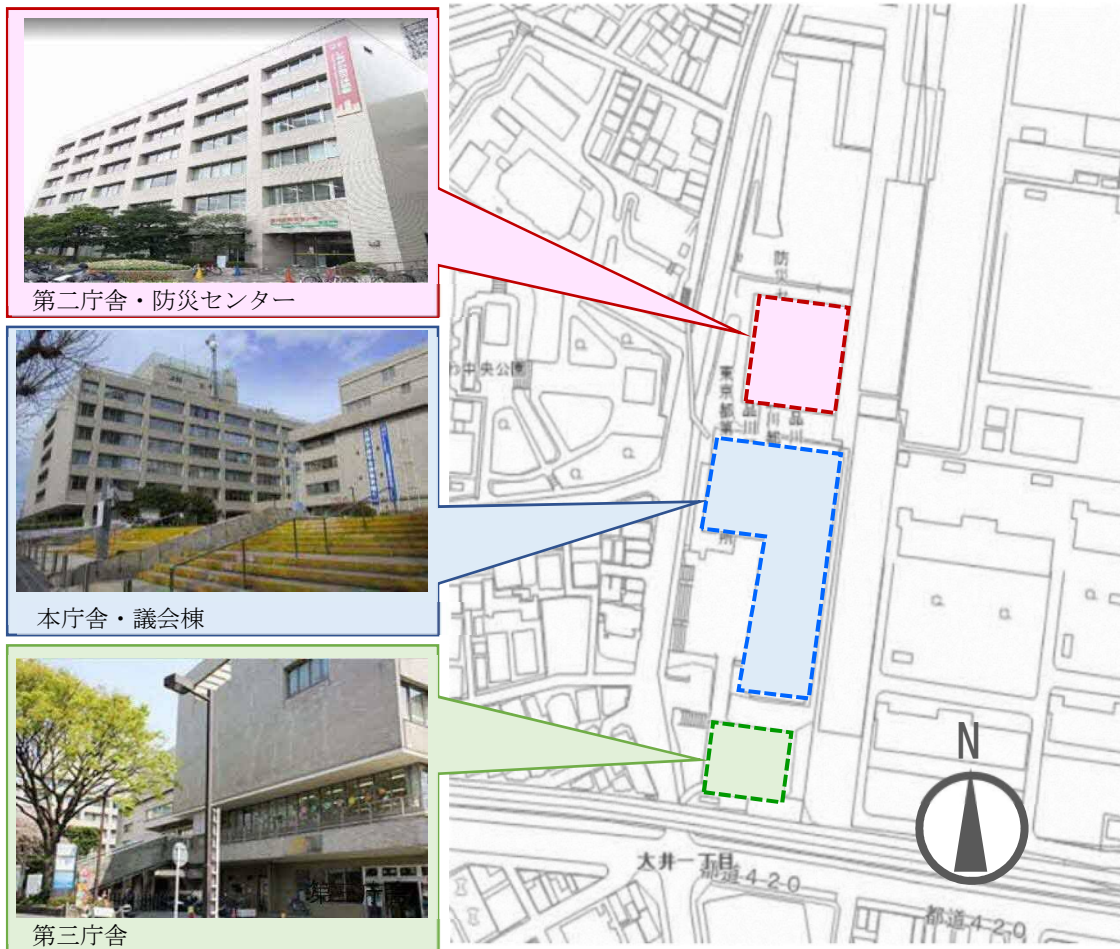 第二庁舎・防災センター
本庁舎・議会棟
第三庁舎
防災セ
中央公園
東京都第
品川
品川
N
大井一丁目
都道420
都道420